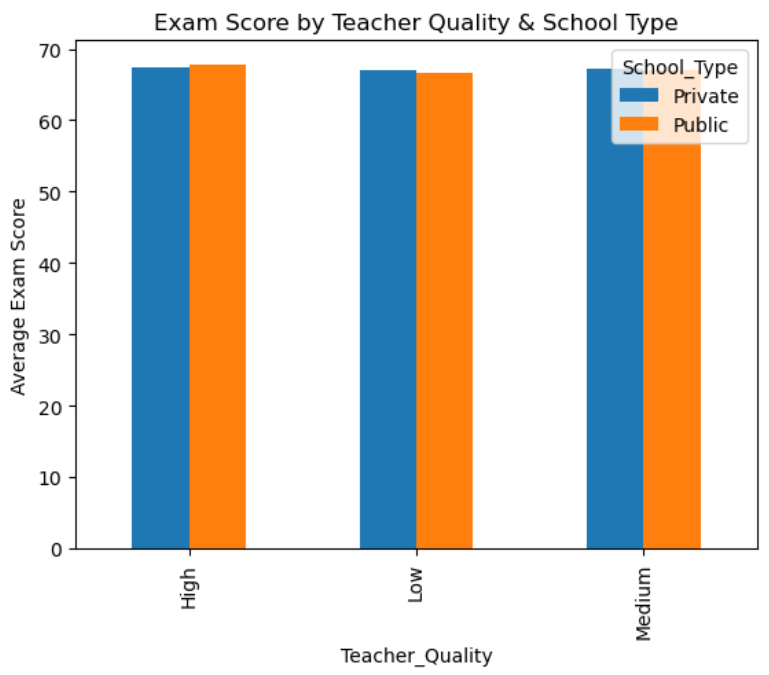 Exam Score by Teacher Quality & School Type
70
60
50
40
30
20
10
0
Average Exam Score
School_Type
Private
Public
High
Low
Medium
Teacher_Quality